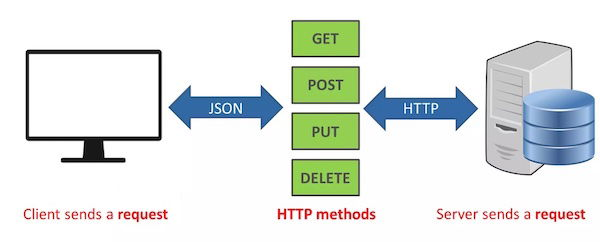 GET
POST
JSON
HTTP
PUT
DELETE
Client sends a request
HTTP methods
Server sends a request